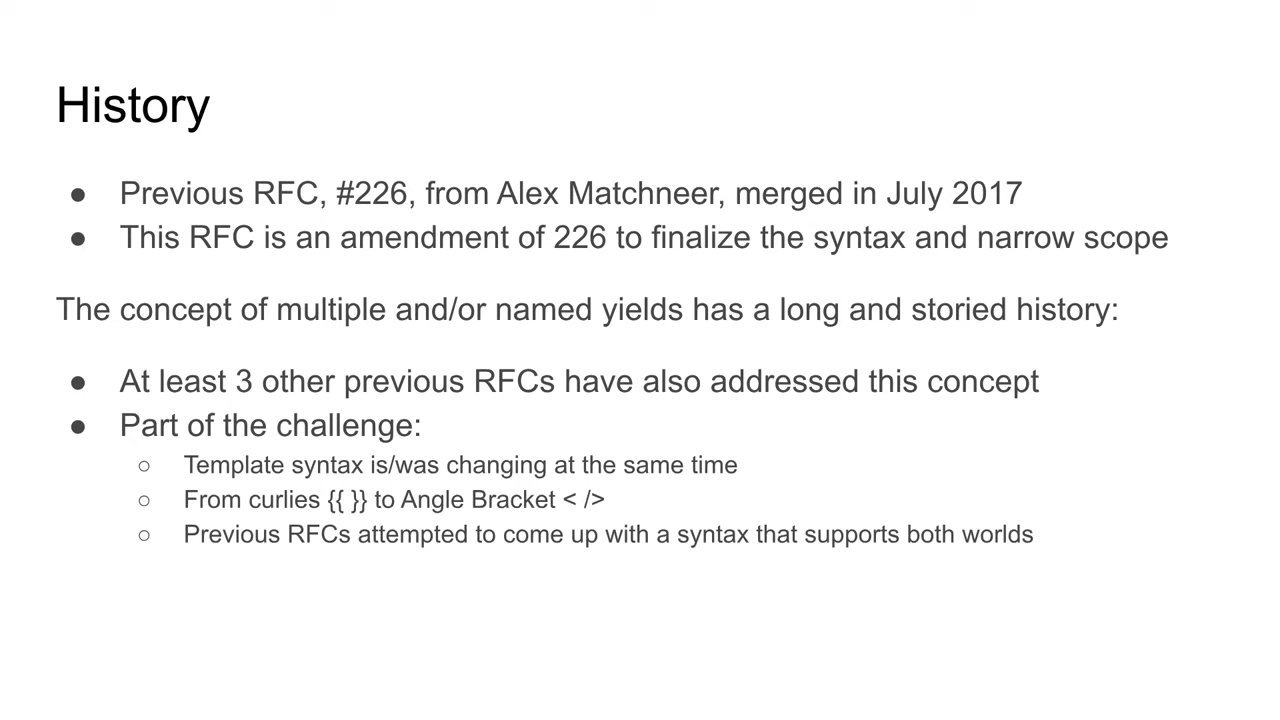 History
● Previous RFC, #226, from Alex Matchneer, merged in July 2017
● This RFC is an amendment of 226 to finalize the syntax and narrow scope
The concept of multiple and/or named yields has a long and storied history:
● At least 3 other previous RFCs have also addressed this concept
● Part of the challenge:
○ Template syntax is/was changing at the same time
○ From curlies {{ }} to Angle Bracket < />
○ Previous RFCs attempted to come up with a syntax that supports both worlds